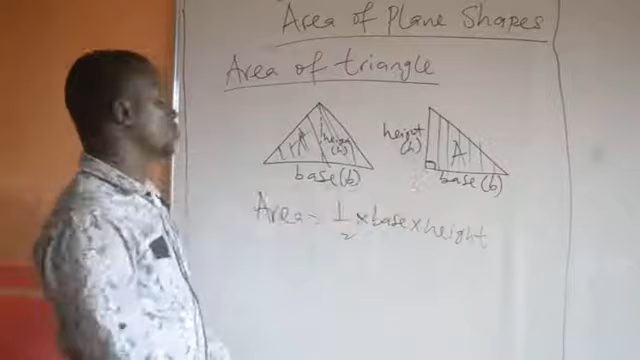 Area of Plane Shapes
Area of triangle
A height (h)
base (b)
height (h) A
base (b)
Area = 1/2 × base × height